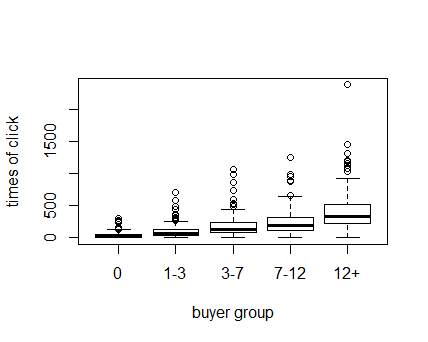 times of click
1500
500
0
0 1-3 3-7 7-12 12+
buyer group